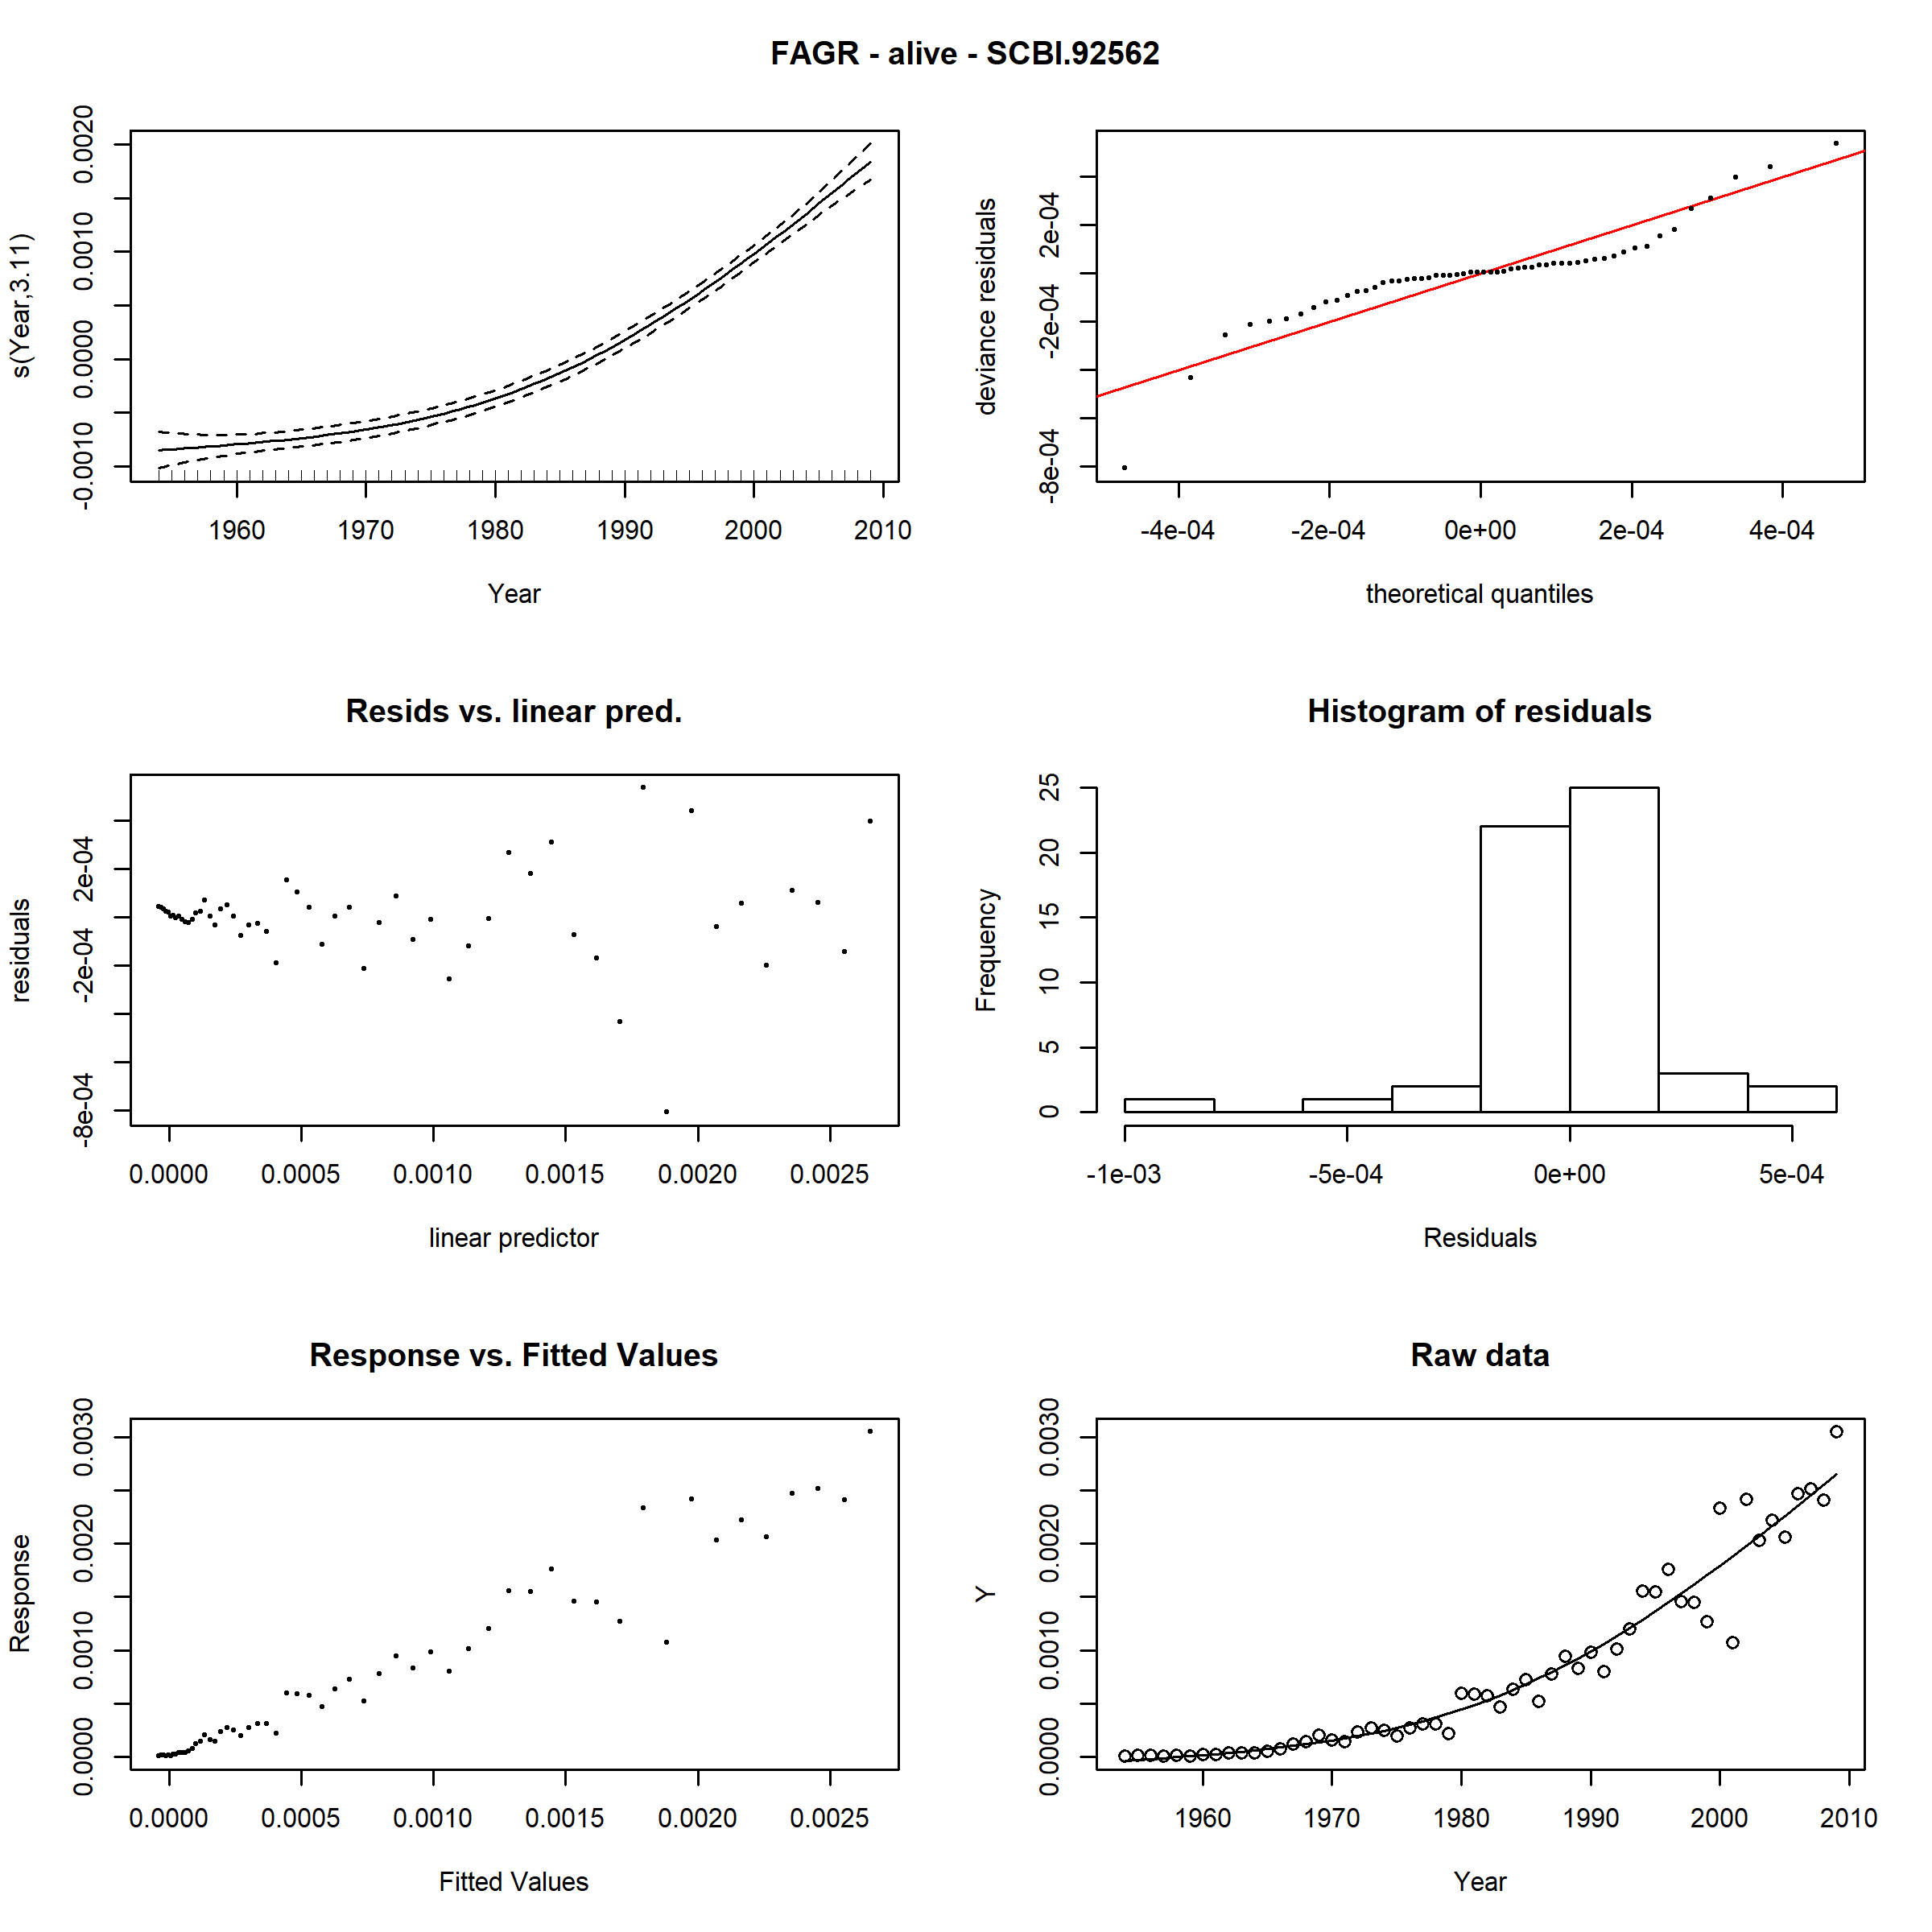 FAGR - alive - SCBI.92562
s(Year,3.11)
-0.0010 0.0000 0.0010 0.0020
1960 1970 1980 1990 2000 2010
Year
deviance residuals
-8e-04 -2e-04 2e-04
-4e-04 -2e-04 0e+00 2e-04 4e-04
theoretical quantiles
Resids vs. linear pred.
residuals
-8e-04 -2e-04 2e-04
0.0000 0.0005 0.0010 0.0015 0.0020 0.0025
linear predictor
Histogram of residuals
Frequency
0 5 10 15 20 25
-1e-03 -5e-04 0e+00 5e-04
Residuals
Response vs. Fitted Values
Response
0.0000 0.0010 0.0020 0.0030
0.0000 0.0005 0.0010 0.0015 0.0020 0.0025
Fitted Values
Raw data
Y
0.0000 0.0010 0.0020 0.0030
1960 1970 1980 1990 2000 2010
Year